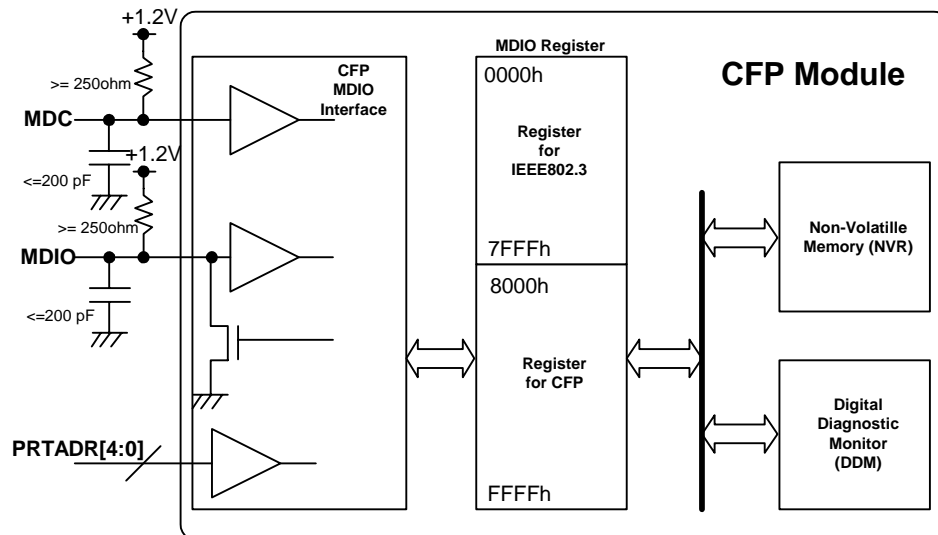 +1.2V
>= 250ohm
MDC
+1.2V
<=200 pF
>= 250ohm
MDIO
<=200 pF
PRTADR[4:0]
CFP
MDIO
Interface
MDIO Register
0000h
Register
for
IEEE802.3
7FFFh
8000h
Register
for CFP
FFFFh
CFP Module
Non-Volatille
Memory (NVR)
Digital
Diagnostic
Monitor
(DDM)